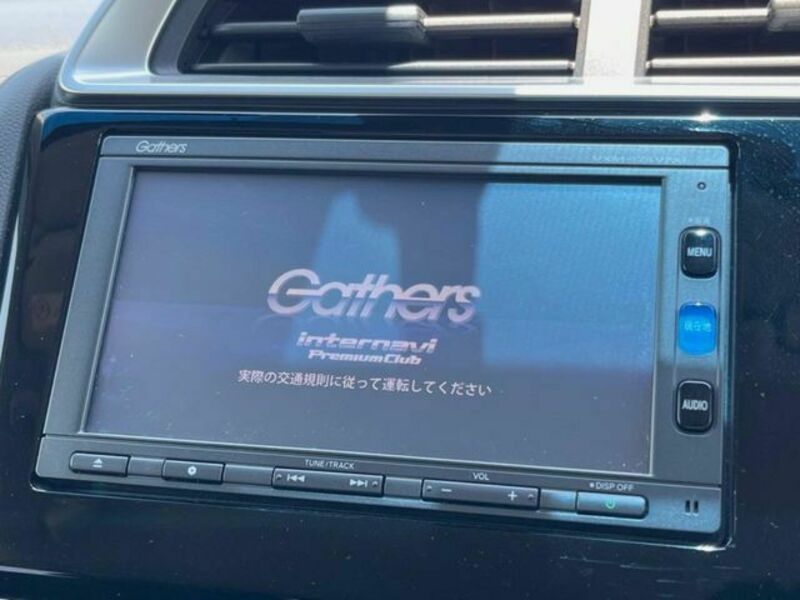 Gathers
MENU
現在地
AUDIO
Gathers
internavi
Premium Club
実際の交通規則に従って運転してください
TUNE/TRACK
VOL
− +
DISP OFF